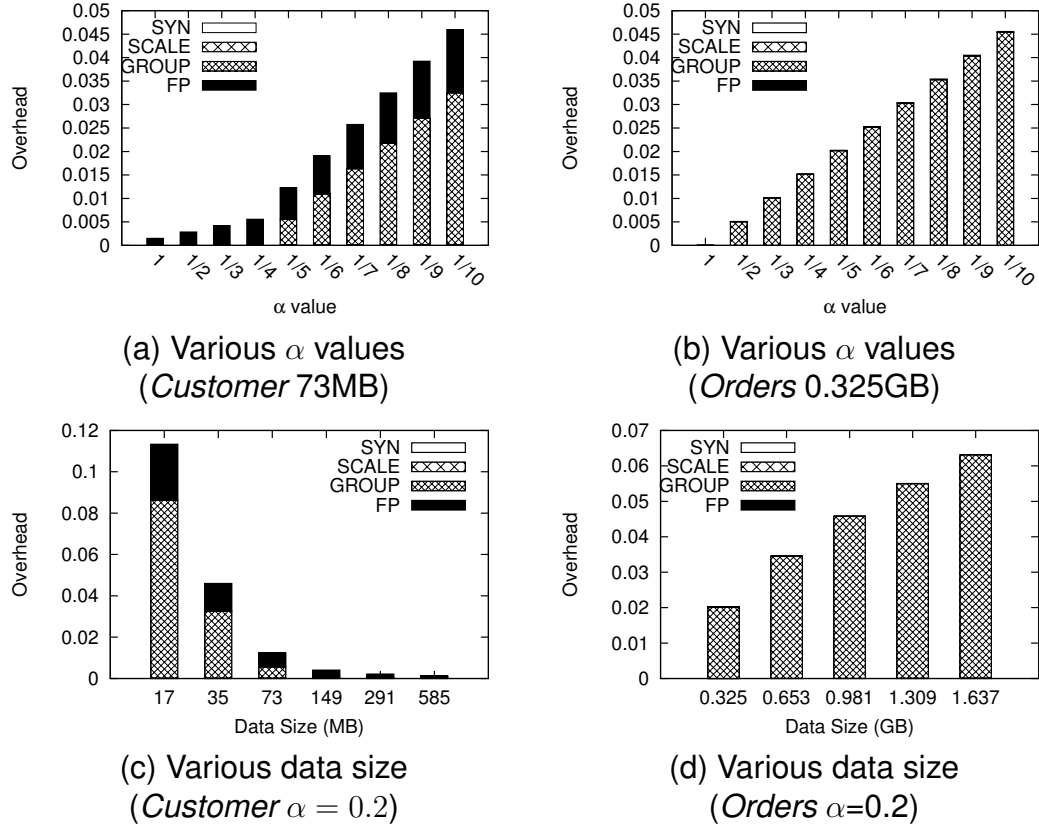 0.05
0.045
0.04
0.035
0.03
0.025
0.02
0.015
0.01
0.005
0
Overhead
SYN
SCALE
GROUP
FP
1 1/2 1/3 1/4 1/5 1/6 1/7 1/8 1/9 1/10
α value
(a) Various α values
(Customer 73MB)
0.05
0.045
0.04
0.035
0.03
0.025
0.02
0.015
0.01
0.005
0
Overhead
SYN
SCALE
GROUP
FP
1 1/2 1/3 1/4 1/5 1/6 1/7 1/8 1/9 1/10
α value
(b) Various α values
(Orders 0.325GB)
0.12
0.1
0.08
0.06
0.04
0.02
0
Overhead
SYN
SCALE
GROUP
FP
17 35 73 149 291 585
Data Size (MB)
(c) Various data size
(Customer α = 0.2)
0.07
0.06
0.05
0.04
0.03
0.02
0.01
0
Overhead
SYN
SCALE
GROUP
FP
0.325 0.653 0.981 1.309 1.637
Data Size (GB)
(d) Various data size
(Orders α=0.2)